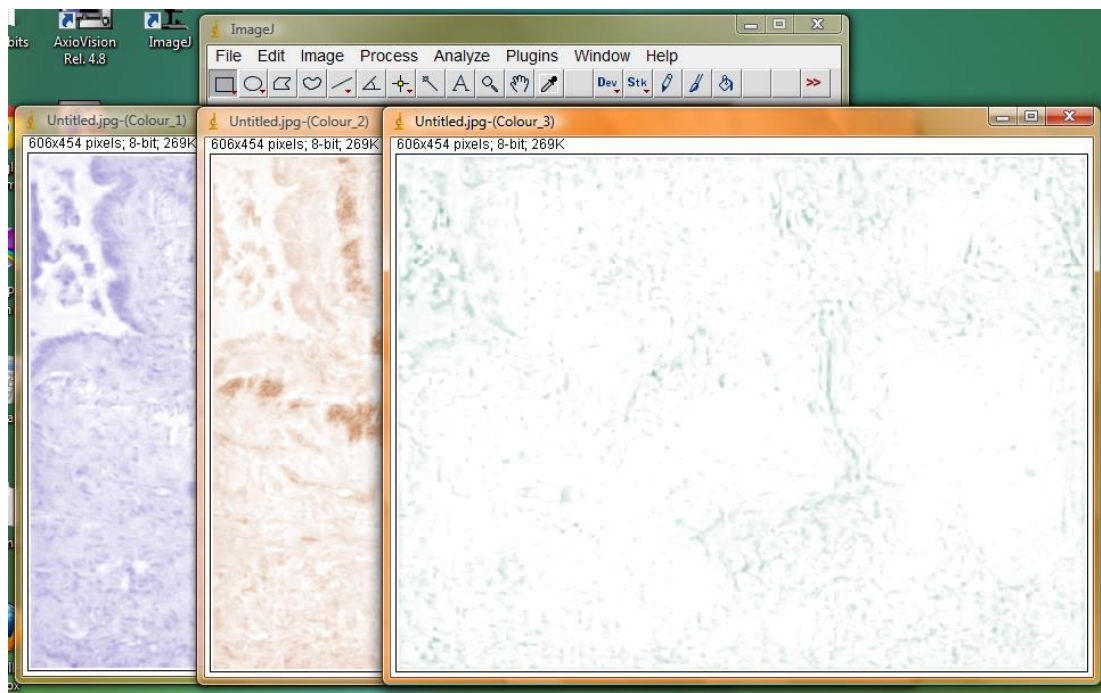 bits
AxioVision
Rel. 4.8
ImageJ
ImageJ
File Edit Image Process Analyze Plugins Window Help
A Dev Stk >>
Untitled.jpg-(Colour_1)
606x454 pixels; 8-bit; 269K
Untitled.jpg-(Colour_2)
606x454 pixels; 8-bit; 269K
Untitled.jpg-(Colour_3)
606x454 pixels; 8-bit; 269K